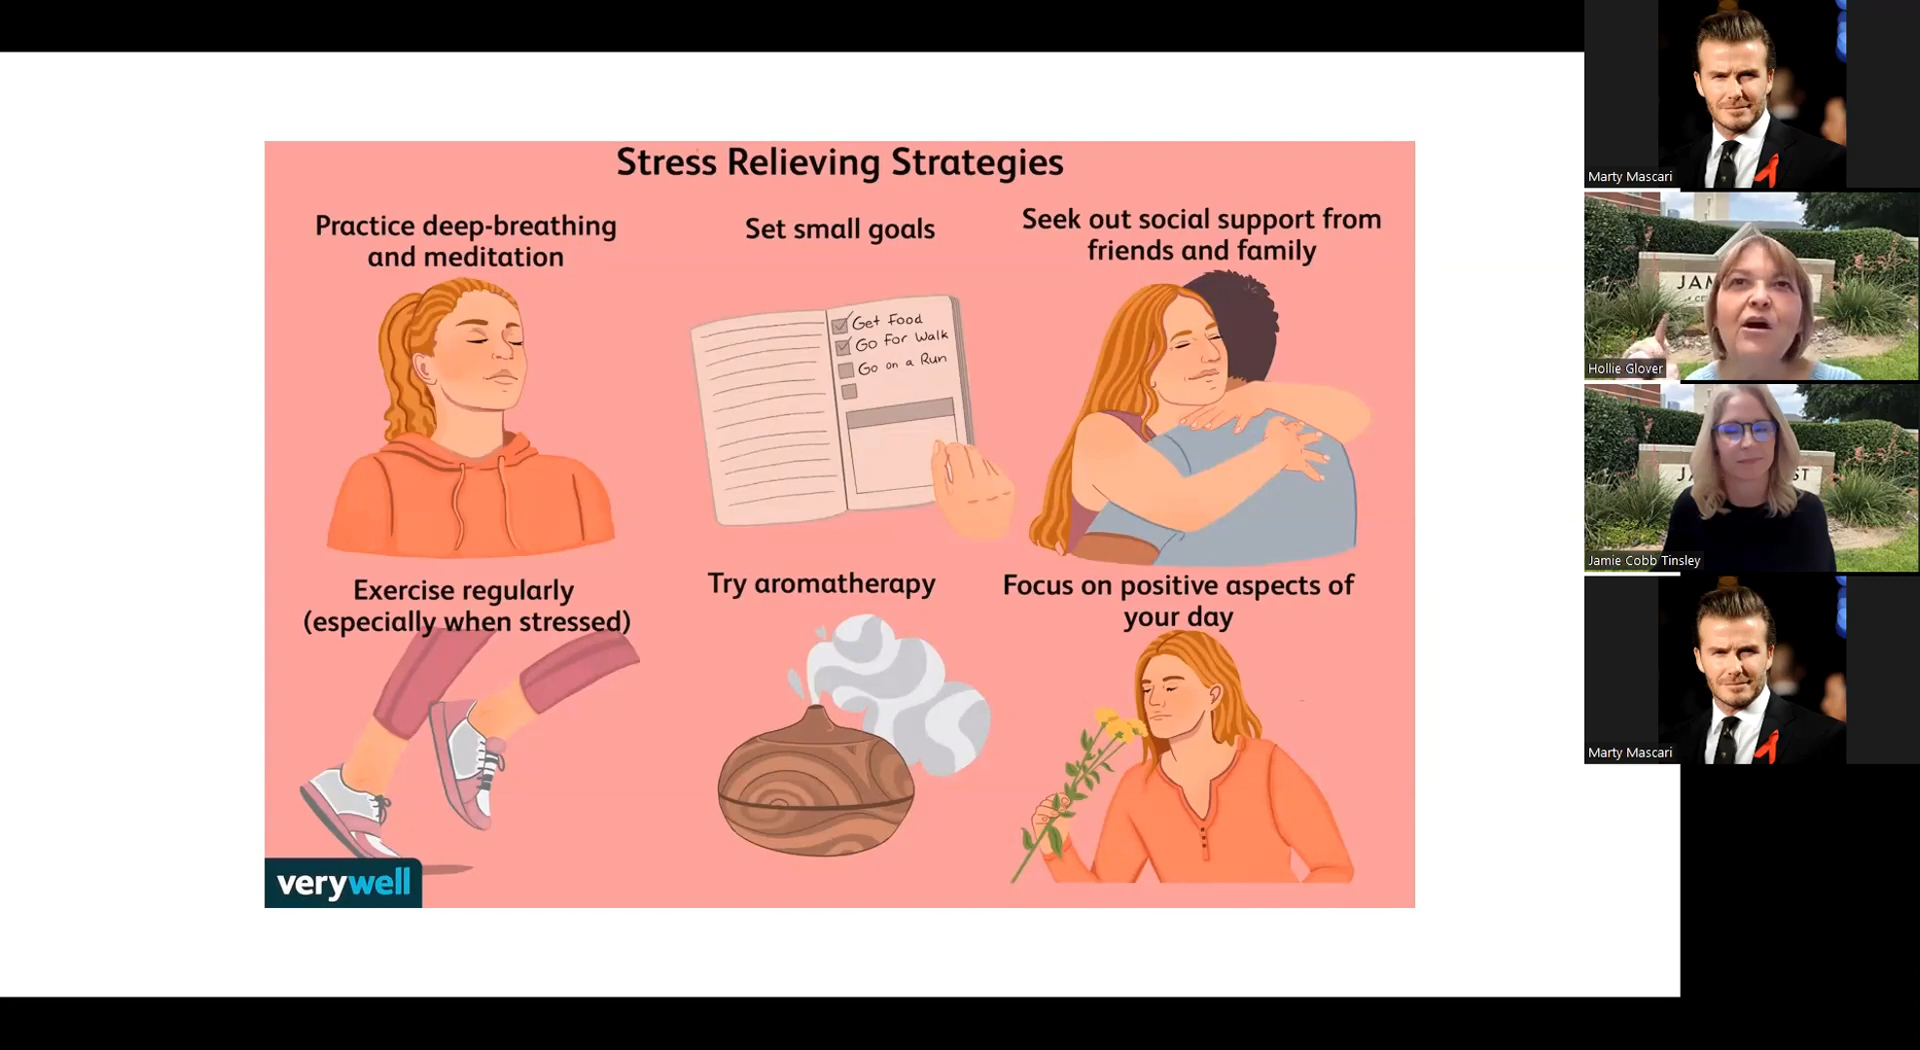 Stress Relieving Strategies
Practice deep-breathing
and meditation
Set small goals
Seek out social support from
friends and family
Get Food
Go For Walk
Go on a Run
Exercise regularly
(especially when stressed)
Try aromatherapy
Focus on positive aspects of
your day
verywell
Marty Mascari
JAM
Hollie Glover
ST
Jamie Cobb Tinsley
Marty Mascari